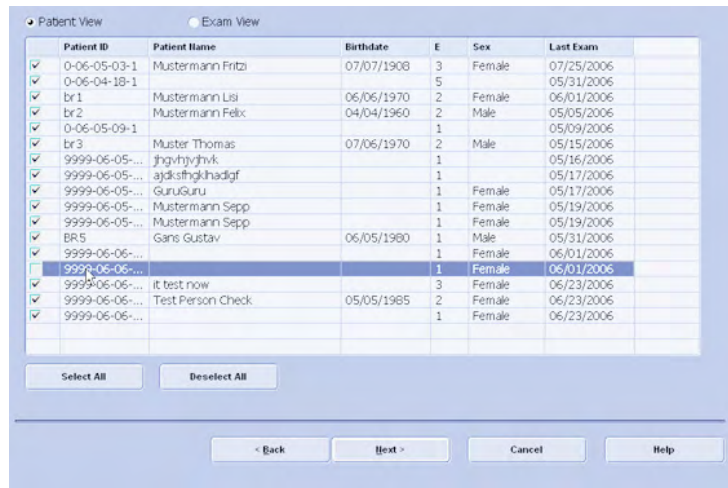 Patient View Exam View
Patient ID Patient Name Birthdate E Sex Last Exam
0-06-05-03-1 Mustermann Fritzi 07/07/1908 3 Female 07/25/2006
0-06-04-18-1 5 05/31/2006
br1 Mustermann Lisi 06/06/1970 2 Female 06/01/2006
br2 Mustermann Felix 04/04/1960 2 Male 05/05/2006
0-06-05-09-1 1 05/09/2006
br3 Muster Thomas 07/06/1970 2 Male 05/15/2006
9999-06-05-... jhgvhjvjhvk 1 05/16/2006
9999-06-05-... 1 05/17/2006
9999-06-05-... GuruGuru 1 Female 05/17/2006
9999-06-05-... Mustermann Sepp 1 Female 05/19/2006
9999-06-05-... Mustermann Sepp 1 Female 05/19/2006
BR5 Gans Gustav 06/05/1980 1 Male 05/31/2006
9999-06-06-... 1 Female 06/01/2006
9999-06-06-... 1 Female 06/01/2006
9999-06-06-... it test now 3 Female 06/23/2006
9999-06-06-... Test Person Check 05/05/1985 2 Female 06/23/2006
9999-06-06-... 1 Female 06/23/2006
Select All Deselect All
< Back Next > Cancel Help